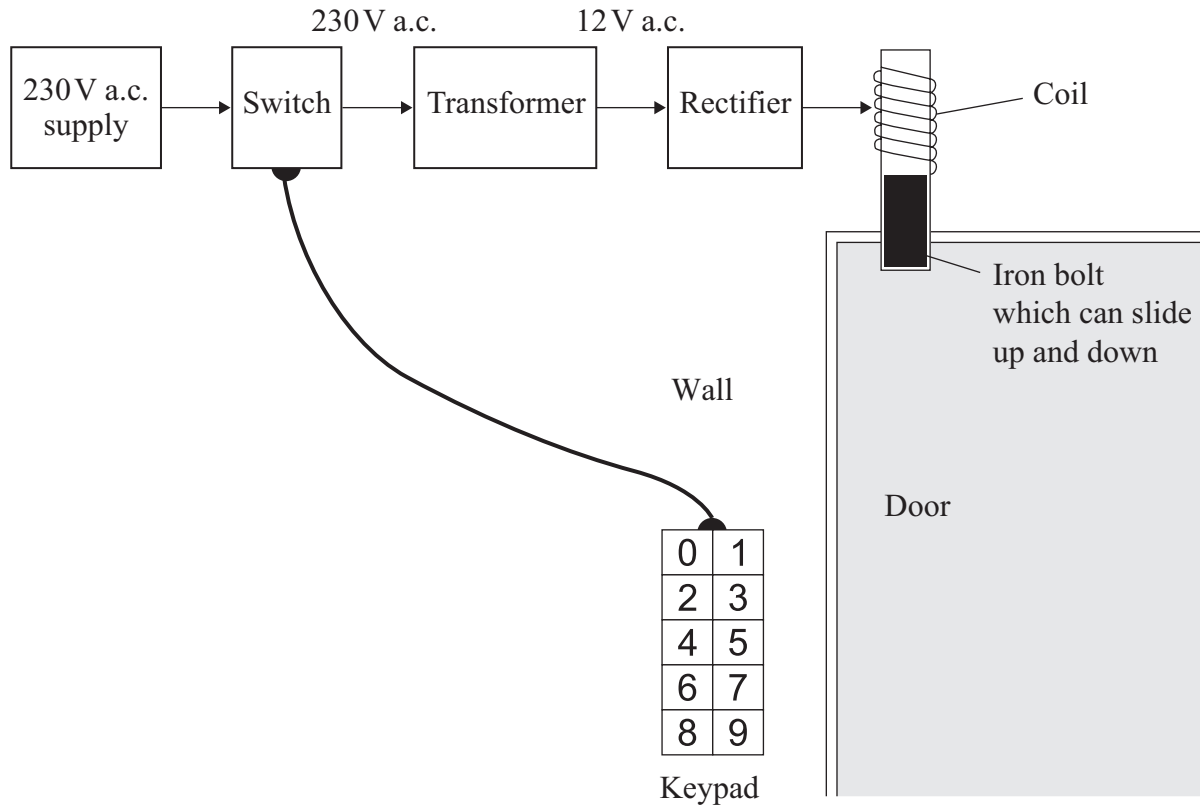 230 V a.c.
12 V a.c.
230 V a.c.
supply
Switch
Transformer
Rectifier
Coil
Iron bolt
which can slide
up and down
Wall
Door
0 1
2 3
4 5
6 7
8 9
Keypad